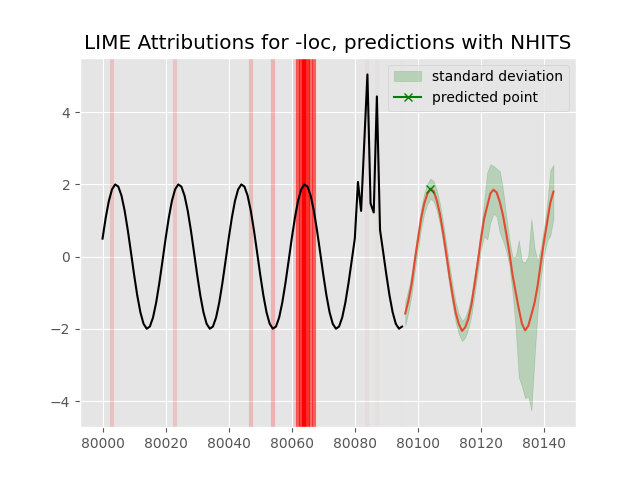 LIME Attributions for -loc, predictions with NHITS
standard deviation
predicted point
4
2
0
−2
−4
80000 80020 80040 80060 80080 80100 80120 80140